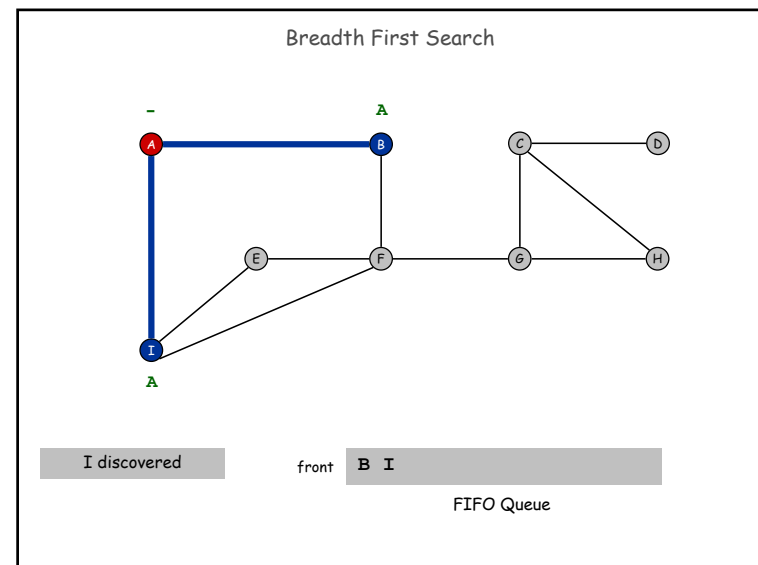 Breadth First Search
- A
A B C D
E F G H
I
A
I discovered front B I
FIFO Queue